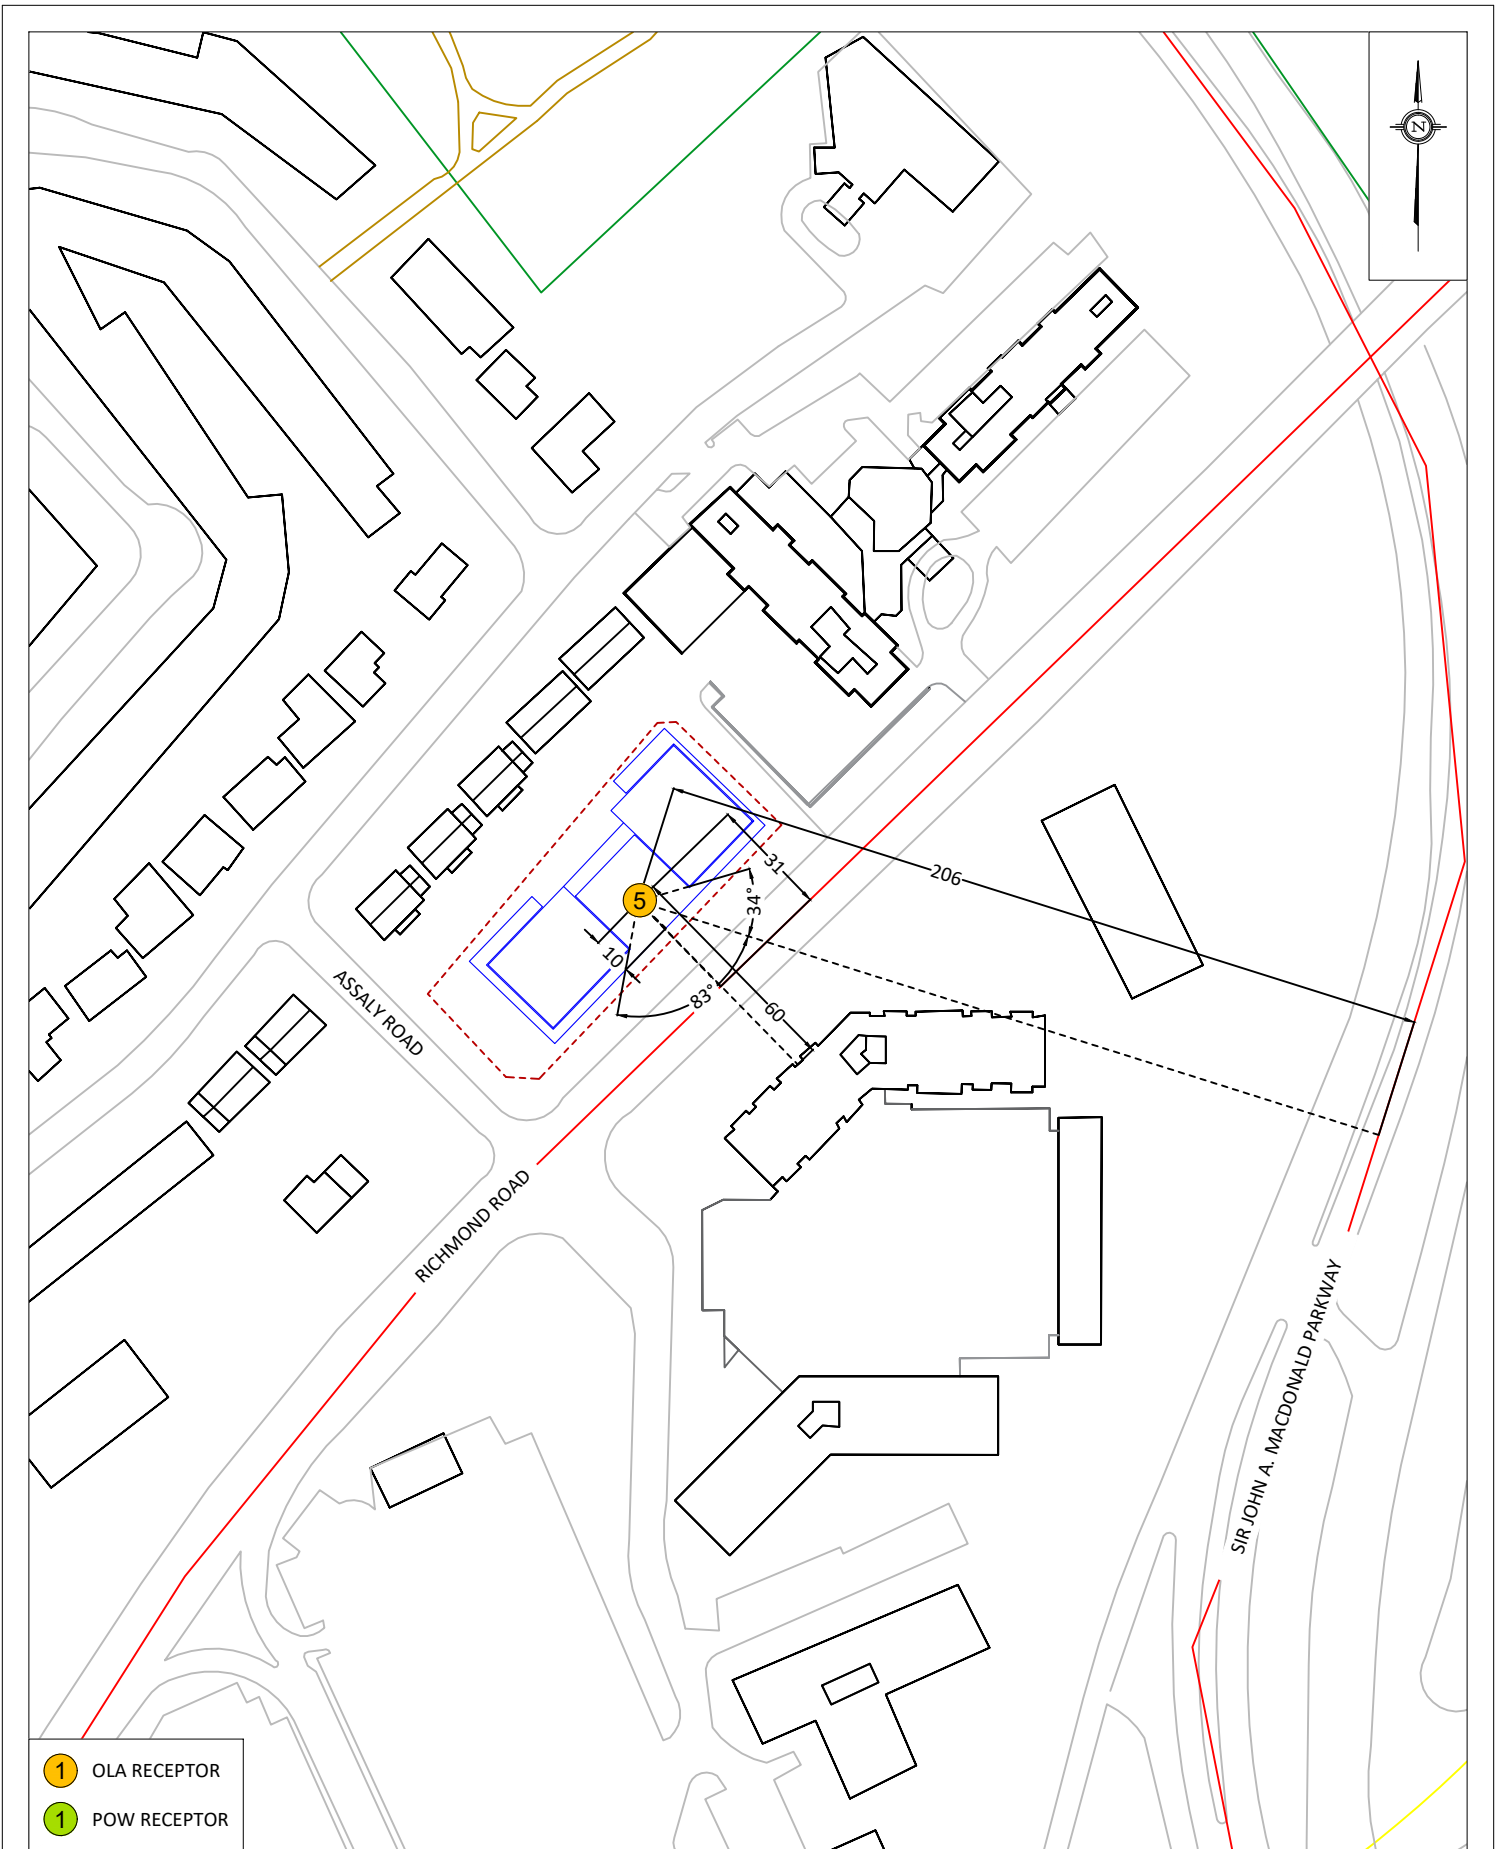 N
206
31
34°
5
10
83°
60
ASSALY ROAD
RICHMOND ROAD
SIR JOHN A. MACDONALD PARKWAY
1 OLA RECEPTOR
1 POW RECEPTOR